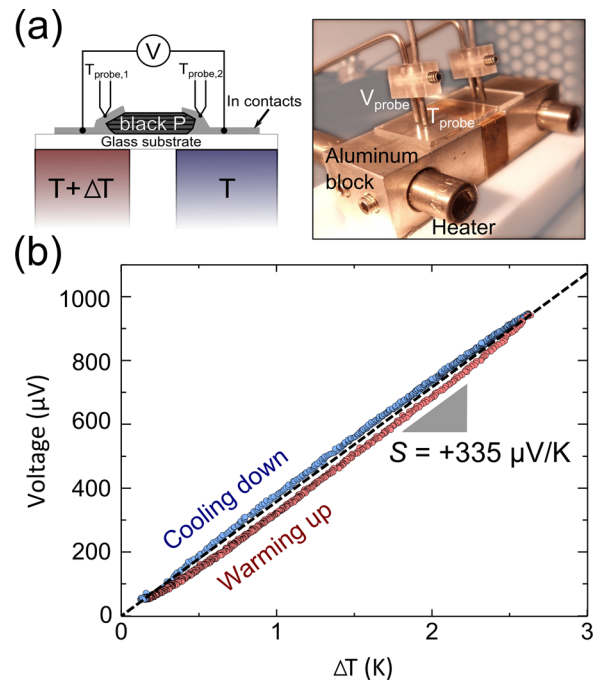 (a)
V
T_probe,1
T_probe,2
In contacts
black P
Glass substrate
T + ΔT
T
V_probe
T_probe
Aluminum
block
Heater
(b)
1000
800
600
400
200
0
Voltage (µV)
Cooling down
Warming up
S = +335 µV/K
0
1
2
3
ΔT (K)